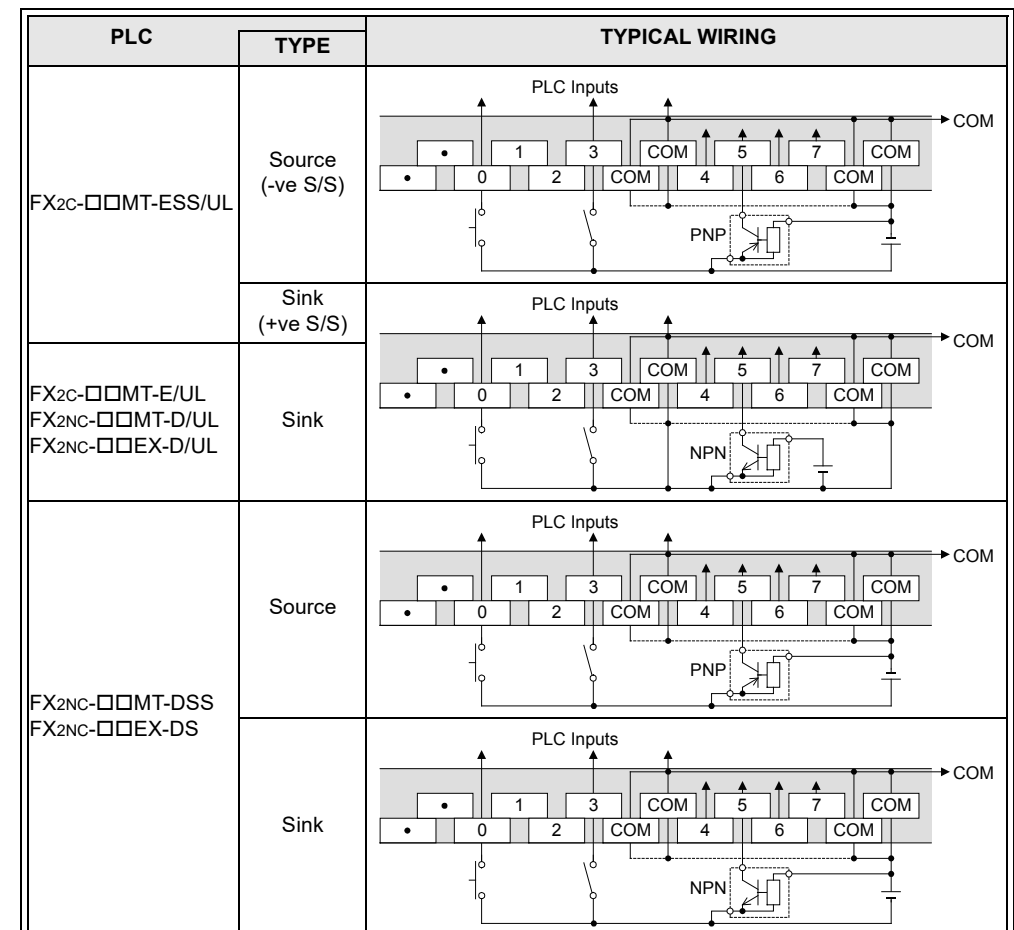 PLC
TYPE
TYPICAL WIRING
FX2C-□□MT-ESS/UL
Source
(-ve S/S)
PLC Inputs
COM
• 1 3 COM 5 7 COM
• 0 2 COM 4 6 COM
PNP
Sink
(+ve S/S)
PLC Inputs
COM
• 1 3 COM 5 7 COM
• 0 2 COM 4 6 COM
NPN
FX2C-□□MT-E/UL
FX2NC-□□MT-D/UL
FX2NC-□□EX-D/UL
Sink
FX2NC-□□MT-DSS
FX2NC-□□EX-DS
Source
PLC Inputs
COM
• 1 3 COM 5 7 COM
• 0 2 COM 4 6 COM
PNP
Sink
PLC Inputs
COM
• 1 3 COM 5 7 COM
• 0 2 COM 4 6 COM
NPN